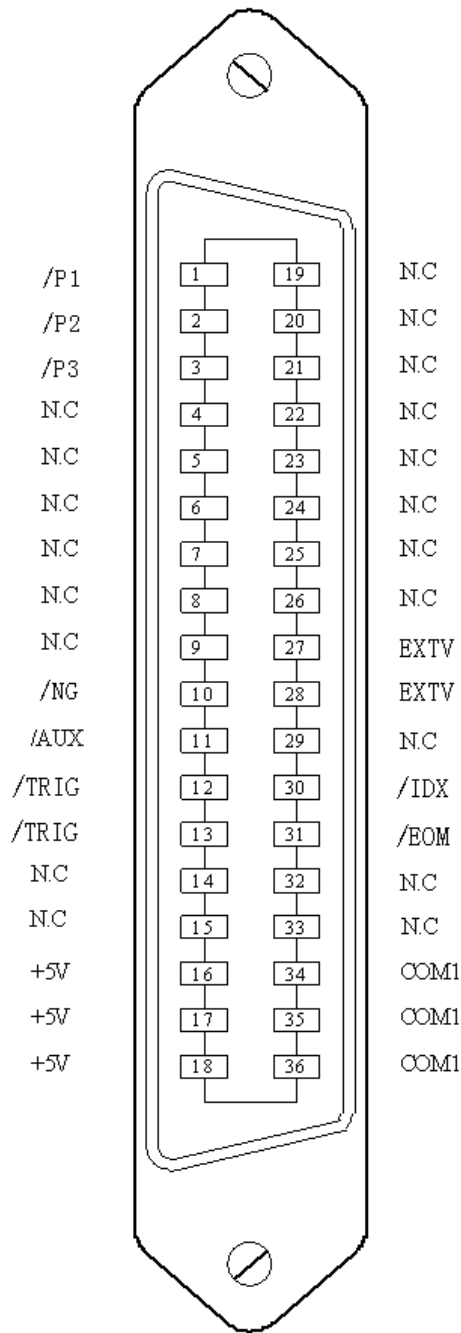 /P1 1 19 N.C
/P2 2 20 N.C
/P3 3 21 N.C
N.C 4 22 N.C
N.C 5 23 N.C
N.C 6 24 N.C
N.C 7 25 N.C
N.C 8 26 N.C
N.C 9 27 EXTV
/NG 10 28 EXTV
/AUX 11 29 N.C
/TRIG 12 30 /IDX
/TRIG 13 31 /EOM
N.C 14 32 N.C
N.C 15 33 N.C
+5V 16 34 COM1
+5V 17 35 COM1
+5V 18 36 COM1